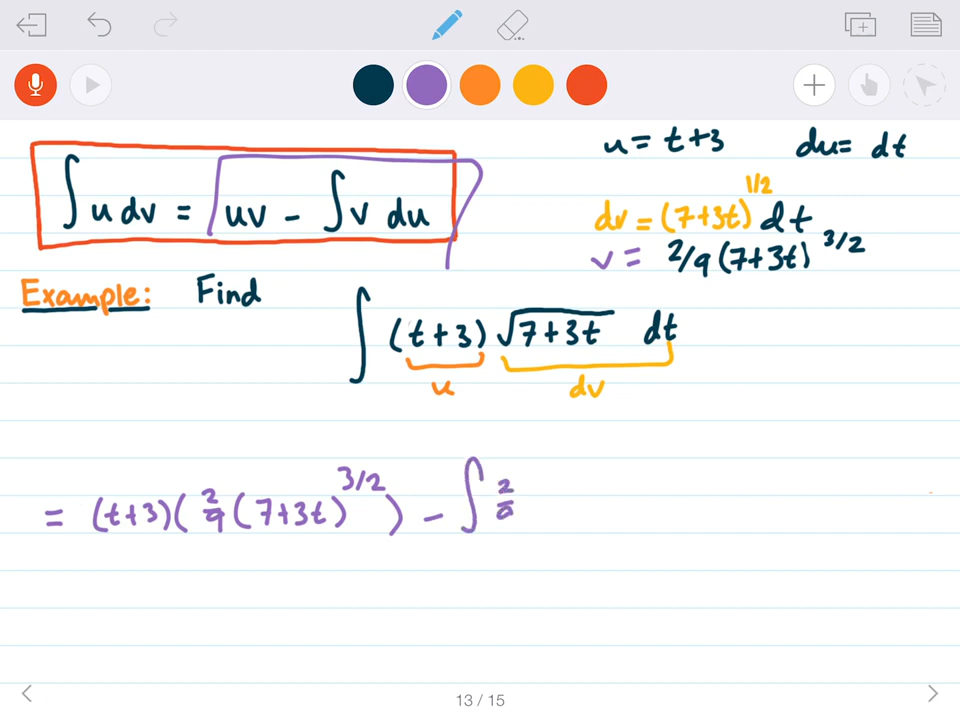 ∫ u dv = uv - ∫ v du
u = t+3 du = dt
dv = (7+3t)^{1/2} dt
v = 2/9 (7+3t)^{3/2}
Example: Find
∫ (t+3) √(7+3t) dt
u dv
= (t+3)( 2/9 (7+3t)^{3/2} ) - ∫ 2/
13 / 15